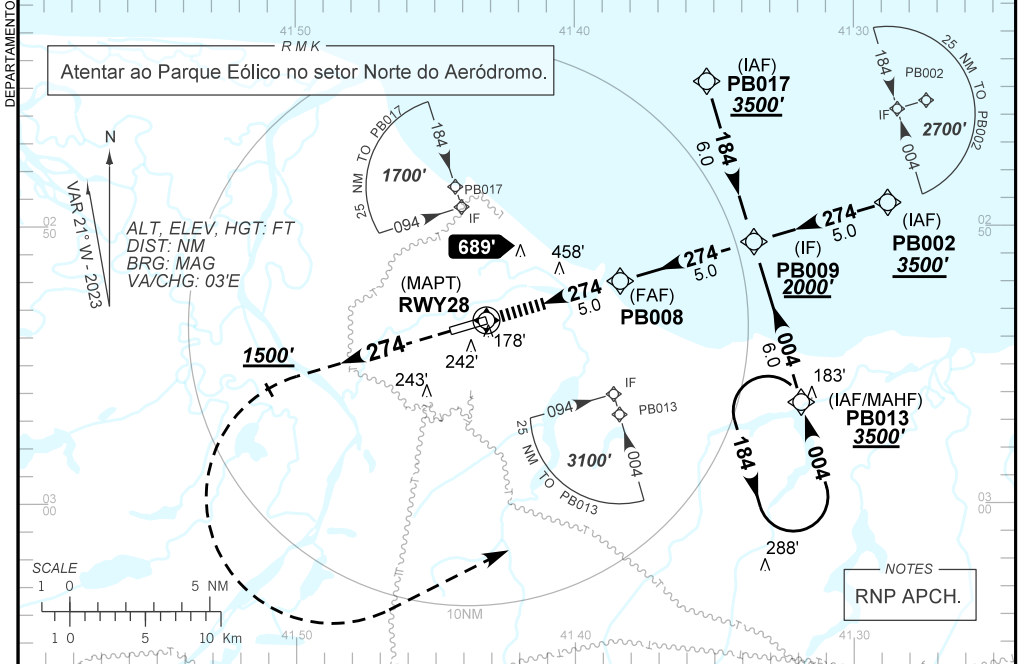 DEPARTAMENTO
41 50
41 40
41 30
RMK
Atentar ao Parque Eólico no setor Norte do Aeródromo.
N
VAR 21° W - 2023
ALT, ELEV, HGT: FT
DIST: NM
BRG: MAG
VA/CHG: 03'E
02
50
25 NM TO PB017
184
1700'
PB017
094
IF
(IAF)
PB017
3500'
184
6.0
25 NM TO PB002
184
PB002
IF
2700'
004
02
50
274
5.0
(IAF)
PB002
3500'
(IF)
PB009
2000'
274
5.0
689'
458'
(FAF)
PB008
274
5.0
(MAPT)
RWY28
178'
242'
243'
274
1500'
004
6.0
183'
(IAF/MAHF)
PB013
3500'
184
004
288'
IF
094
PB013
25 NM TO PB013
3100'
004
03
00
03
00
10NM
SCALE
1 0 5 NM
1 0 5 10 Km
41 50
41 40
41 30
NOTES
RNP APCH.